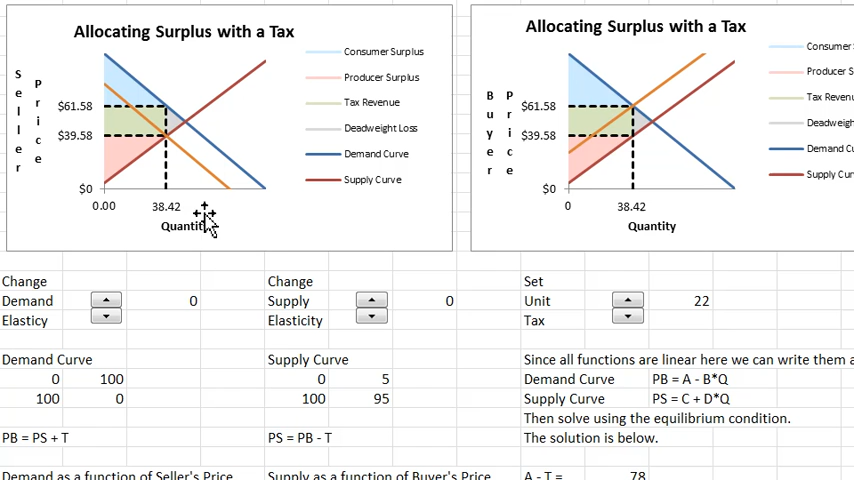 Allocating Surplus with a Tax
Seller
Price
$61.58
$39.58
$0
0.00
38.42
Quantity
Consumer Surplus
Producer Surplus
Tax Revenue
Deadweight Loss
Demand Curve
Supply Curve
Allocating Surplus with a Tax
Buyer
Price
$61.58
$39.58
$0
0
38.42
Quantity
Consumer S
Producer S
Tax Revenu
Deadweigh
Demand Cu
Supply Curv
Change Change Set
Demand 0 Supply 0 Unit 22
Elasticy Elasticity Tax
Demand Curve Supply Curve Since all functions are linear here we can write them a
0 100 0 5 Demand Curve PB = A - B*Q
100 0 100 95 Supply Curve PS = C + D*Q
Then solve using the equilibrium condition.
PB = PS + T PS = PB - T The solution is below.
Demand as a function of Seller's Price Supply as a function of Buyer's Price A - T = 78